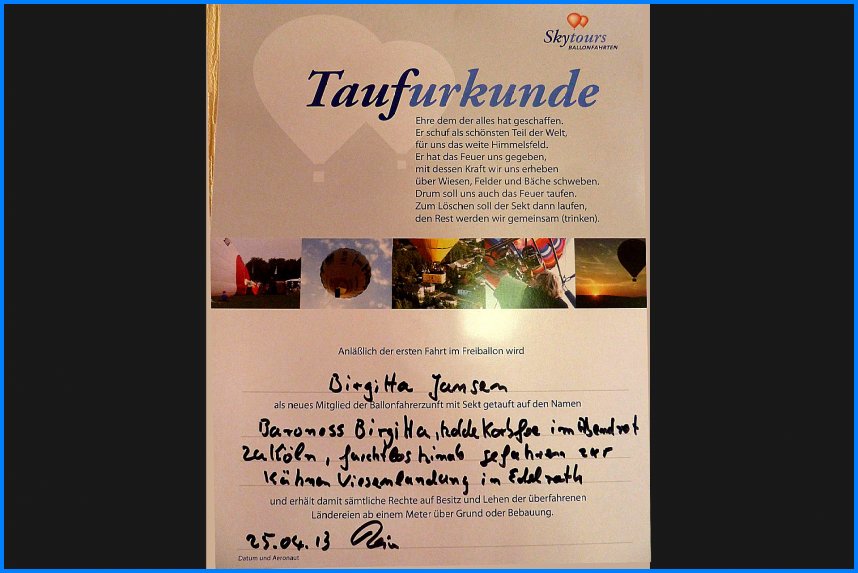 Skytours
BALLONFAHRTEN
Taufurkunde
Ehre dem der alles hat geschaffen.
Er schuf als schönsten Teil der Welt,
für uns das weite Himmelsfeld.
Er hat das Feuer uns gegeben,
mit dessen Kraft wir uns erheben
über Wiesen, Felder und Bäche schweben.
Drum soll uns auch das Feuer taufen.
Zum Löschen soll der Sekt dann laufen,
den Rest werden wir gemeinsam (trinken).
Anläßlich der ersten Fahrt im Freiballon wird
Birgitta Jansen
als neues Mitglied der Ballonfahrerzunft mit Sekt getauft auf den Namen
Baroness Birgitta, holde Korbfee im Abendrot
zu Köln, furchtlos hinab gefahren zur
kühnen Wiesenlandung in Edelrath
und erhält damit sämtliche Rechte auf Besitz und Lehen der überfahrenen
Ländereien ab einem Meter über Grund oder Bebauung.
25.04.13
Datum und Aeronaut